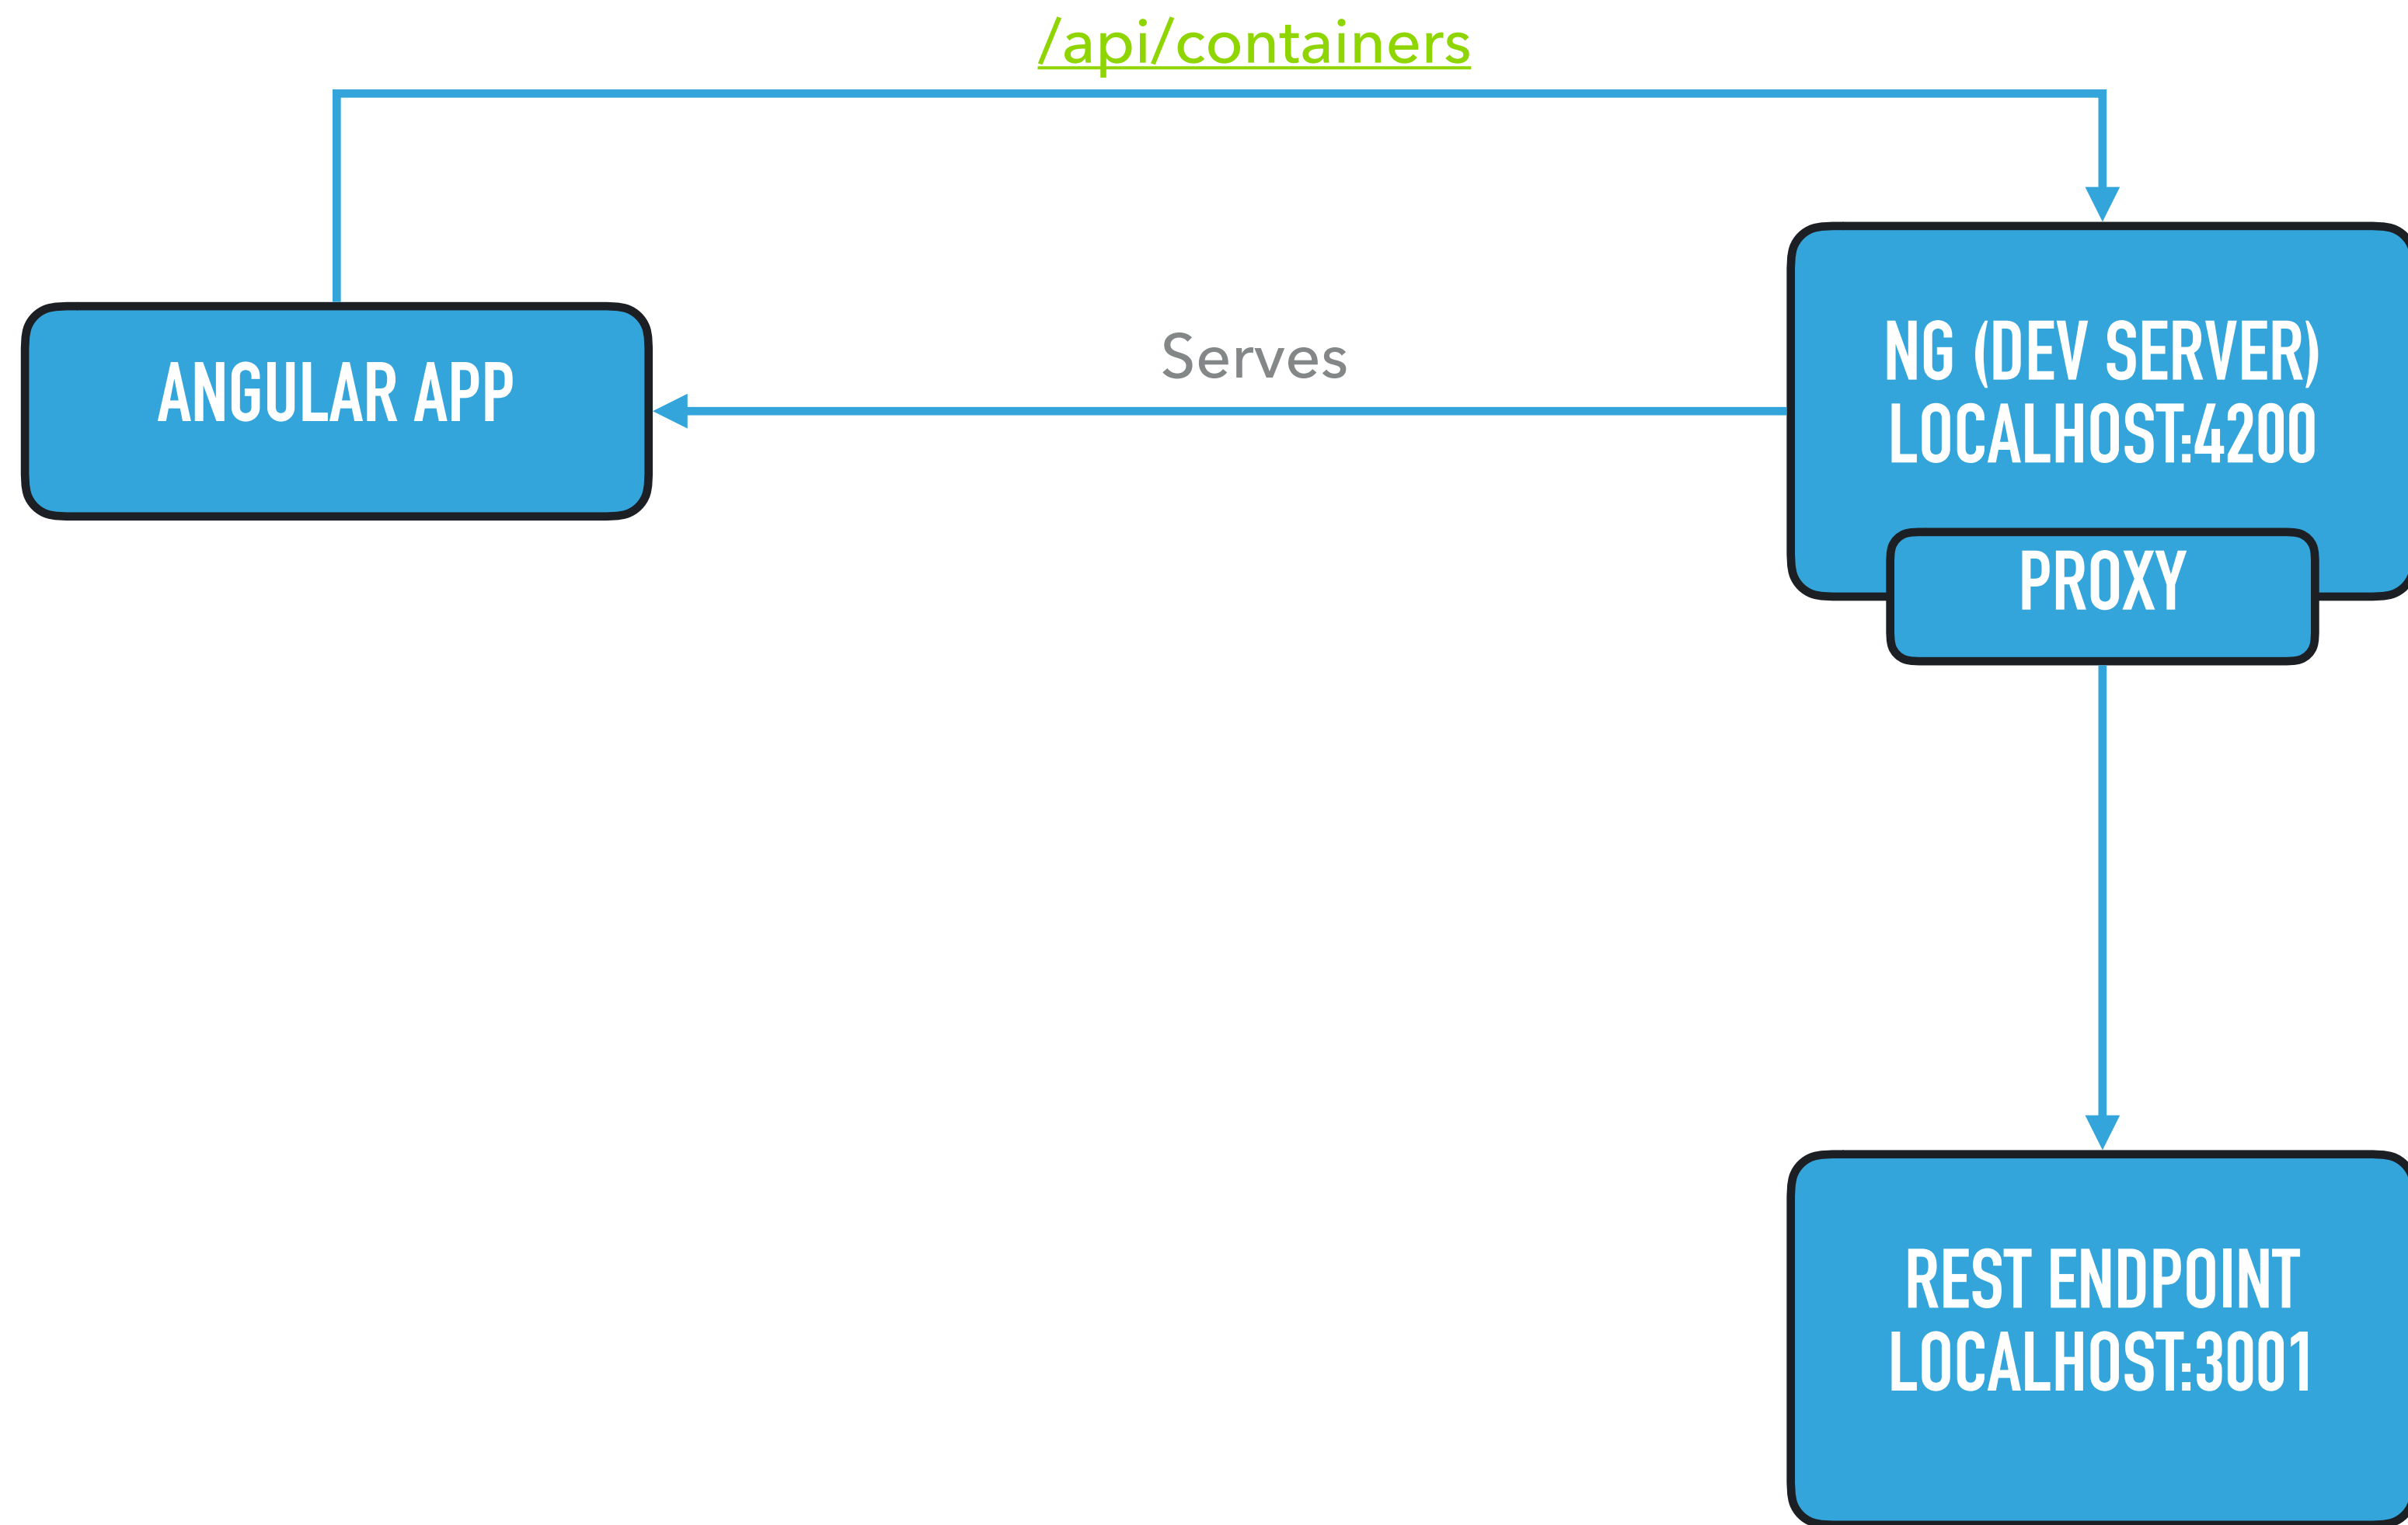 /api/containers
Serves
ANGULAR APP
NG (DEV SERVER)
LOCALHOST:4200
PROXY
REST ENDPOINT
LOCALHOST:3001